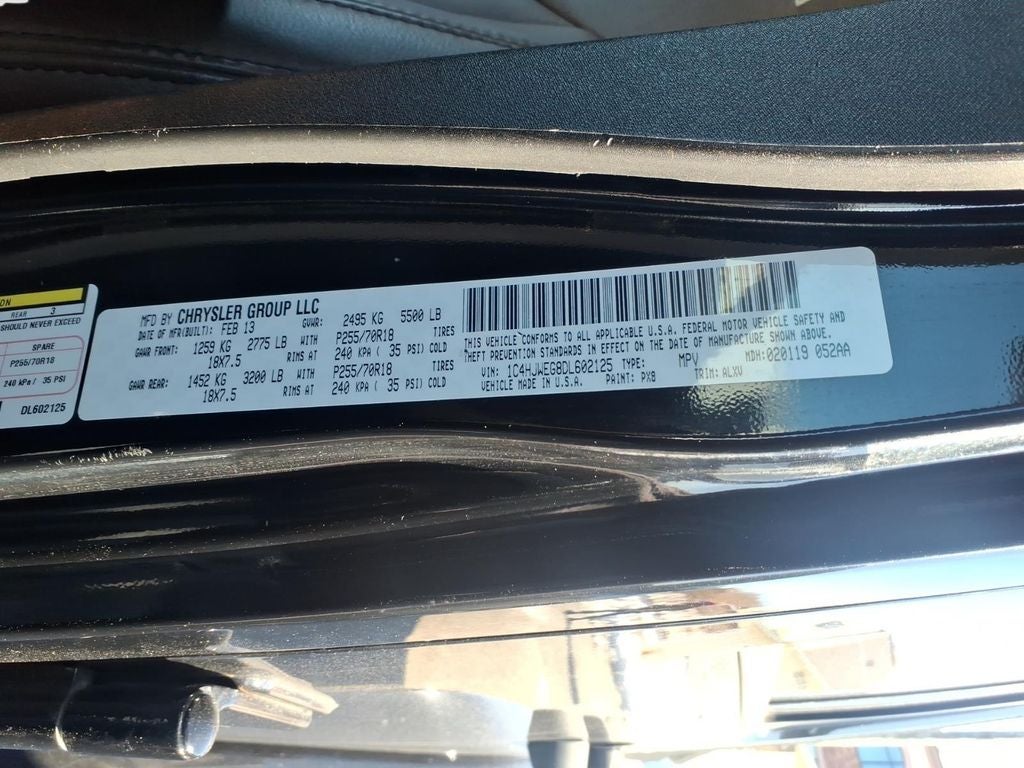 DN
REAR 3
SHOULD NEVER EXCEED
SPARE
P255/70R18
240 KPA/ 35 PSI
DL602125
MFD BY CHRYSLER GROUP LLC
DATE OF MFR(BUILT): FEB 13 GVWR: 2495 KG 5500 LB
GAWR FRONT: 1259 KG 2775 LB WITH P255/70R18 TIRES
18X7.5 RIMS AT 240 KPA ( 35 PSI) COLD
GAWR REAR: 1452 KG 3200 LB WITH P255/70R18 TIRES
18X7.5 RIMS AT 240 KPA ( 35 PSI) COLD
THIS VEHICLE CONFORMS TO ALL APPLICABLE U.S.A. FEDERAL MOTOR VEHICLE SAFETY AND
THEFT PREVENTION STANDARDS IN EFFECT ON THE DATE OF MANUFACTURE SHOWN ABOVE.
VIN: 1C4HJWEG8DL602125 TYPE: MPV MDH: 020119 052AA
VEHICLE MADE IN U.S.A. PAINT: PX8 TRIM: ALXV